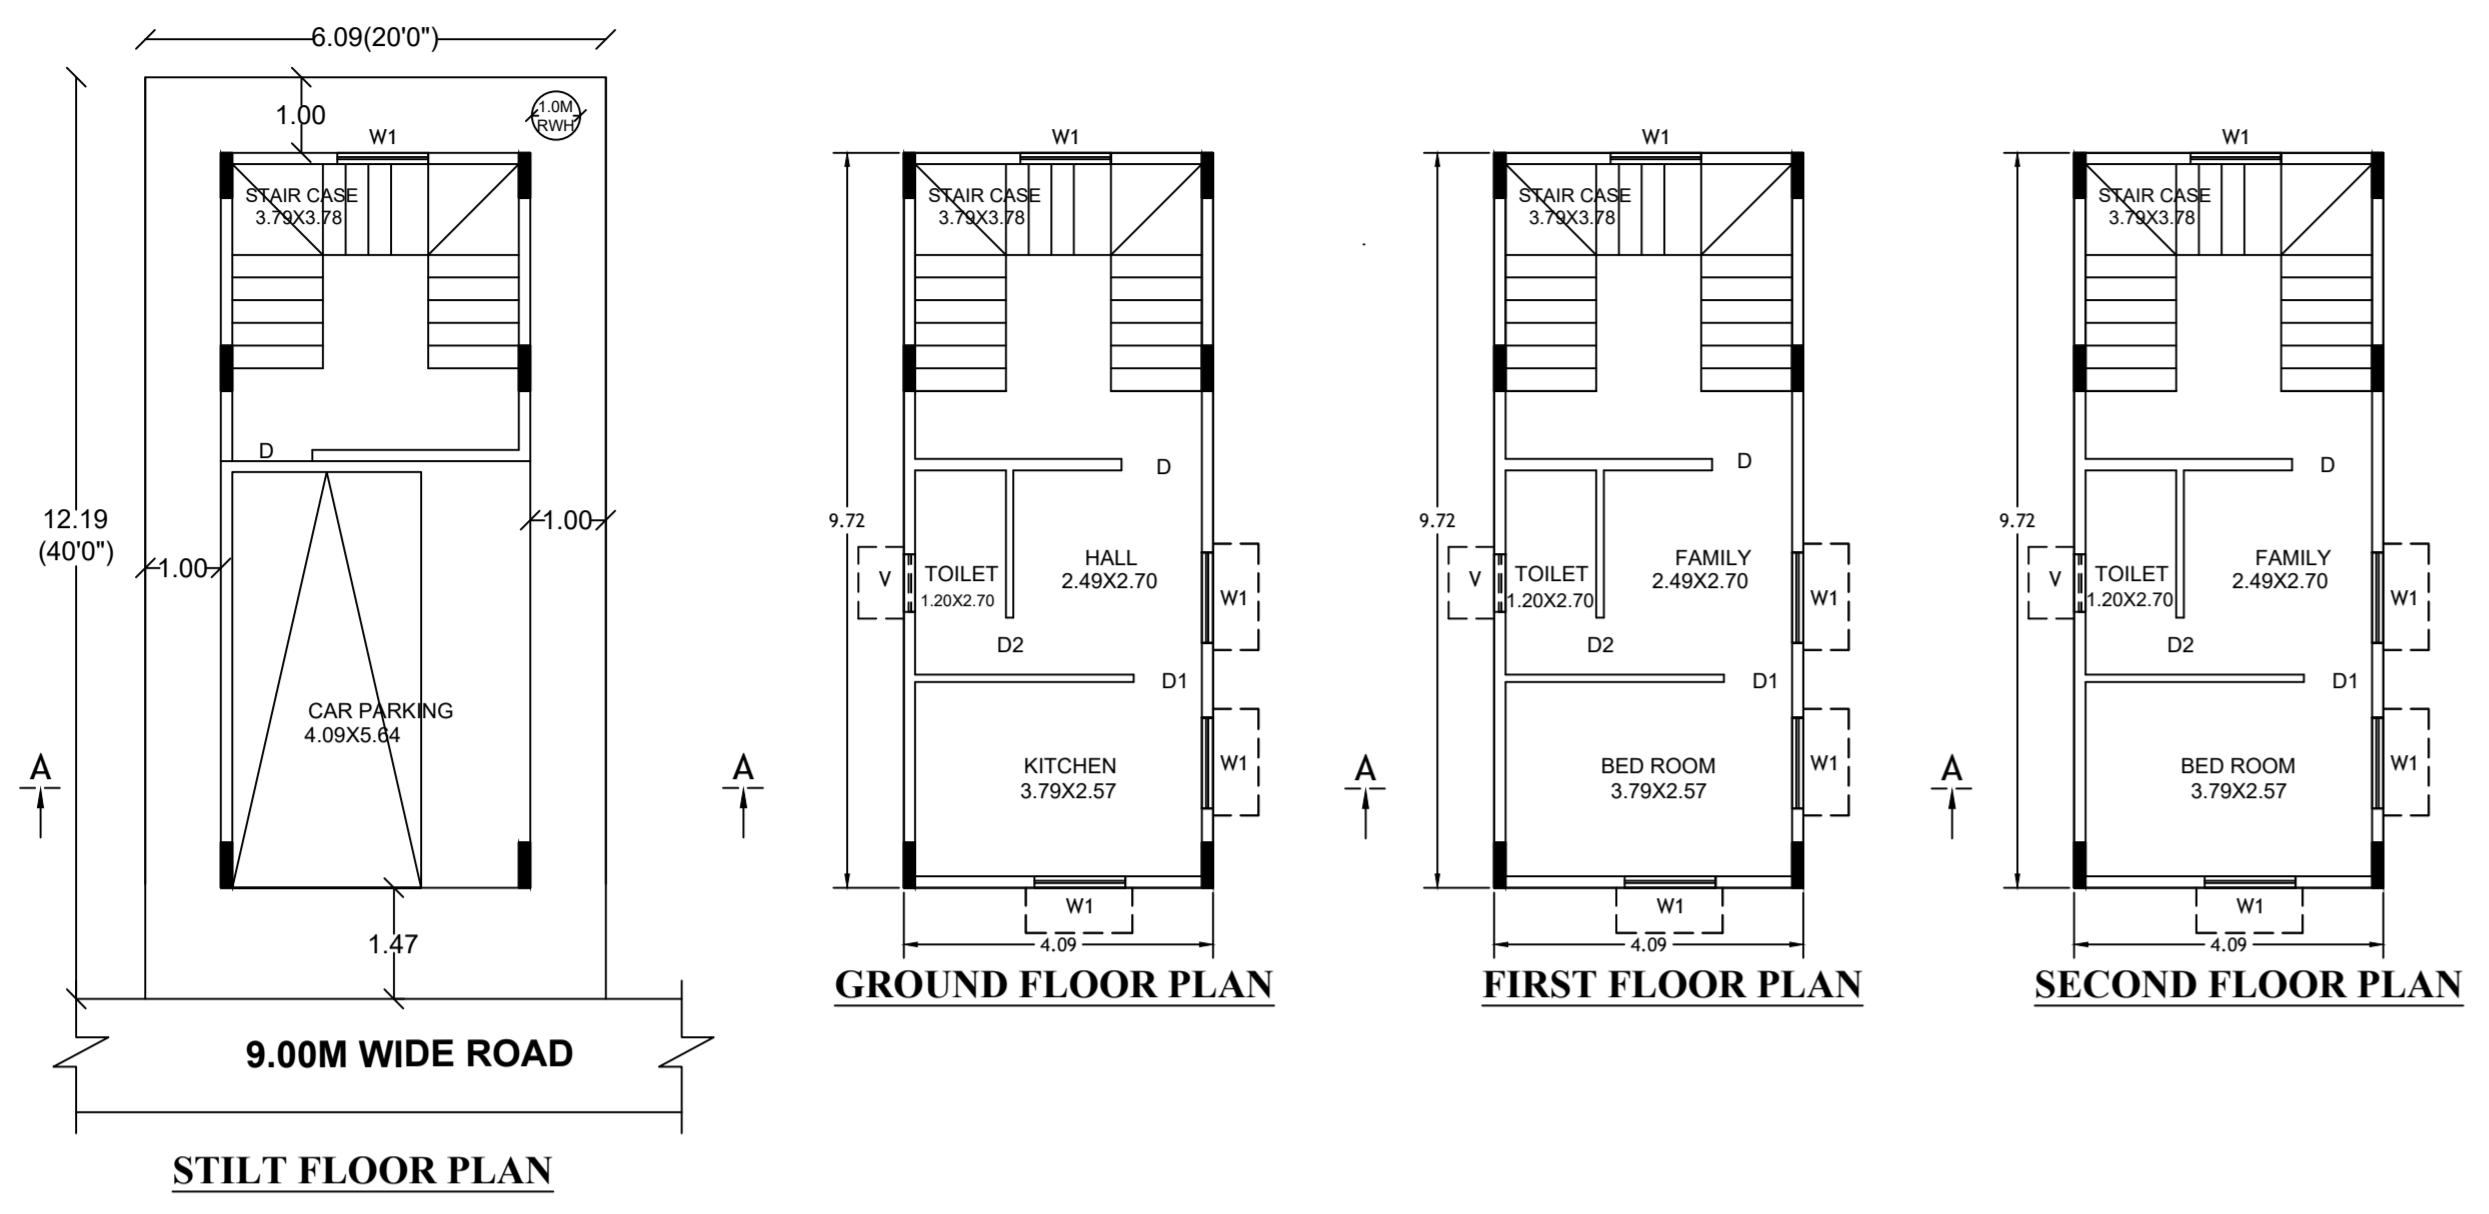 6.09(20'0")
1.00
1.0M
RWH
W1
STAIR CASE
3.79X3.78
D
12.19
(40'0")
1.00
1.00
CAR PARKING
4.09X5.64
A
1.47
9.00M WIDE ROAD
STILT FLOOR PLAN
W1
STAIR CASE
3.79X3.78
D
9.72
HALL
2.49X2.70
V
TOILET
1.20X2.70
W1
D2
D1
KITCHEN
3.79X2.57
W1
A
W1
4.09
GROUND FLOOR PLAN
W1
STAIR CASE
3.79X3.78
D
9.72
FAMILY
2.49X2.70
V
TOILET
1.20X2.70
W1
D2
D1
BED ROOM
3.79X2.57
W1
A
W1
4.09
FIRST FLOOR PLAN
W1
STAIR CASE
3.79X3.78
D
9.72
FAMILY
2.49X2.70
V
TOILET
1.20X2.70
W1
D2
D1
BED ROOM
3.79X2.57
W1
A
W1
4.09
SECOND FLOOR PLAN